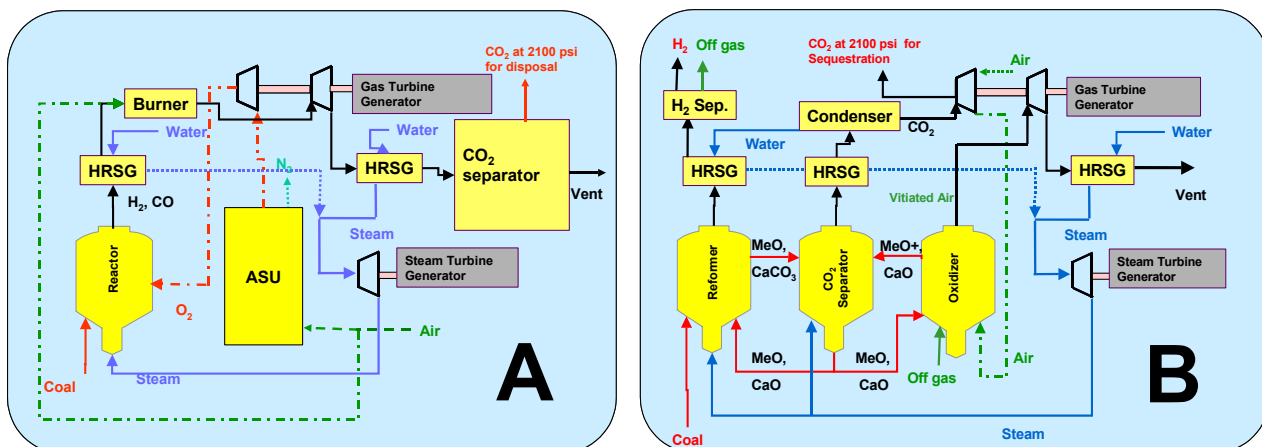 CO2 at 2100 psi
for disposal
Burner
Gas Turbine
Generator
Water
Water
HRSG
N2
HRSG
CO2
separator
H2, CO
Vent
Steam
Reactor
ASU
Steam Turbine
Generator
O2
Air
Coal
Steam
A
H2
Off gas
CO2 at 2100 psi for
Sequestration
Air
Gas Turbine
Generator
H2 Sep.
Condenser
CO2
Water
Water
HRSG
HRSG
HRSG
Vent
Vitiated Air
Steam
MeO,
CaCO3
MeO+,
CaO
Reformer
CO2
Separator
Oxidizer
Steam Turbine
Generator
MeO,
CaO
MeO,
CaO
Air
Off gas
B
Coal
Steam